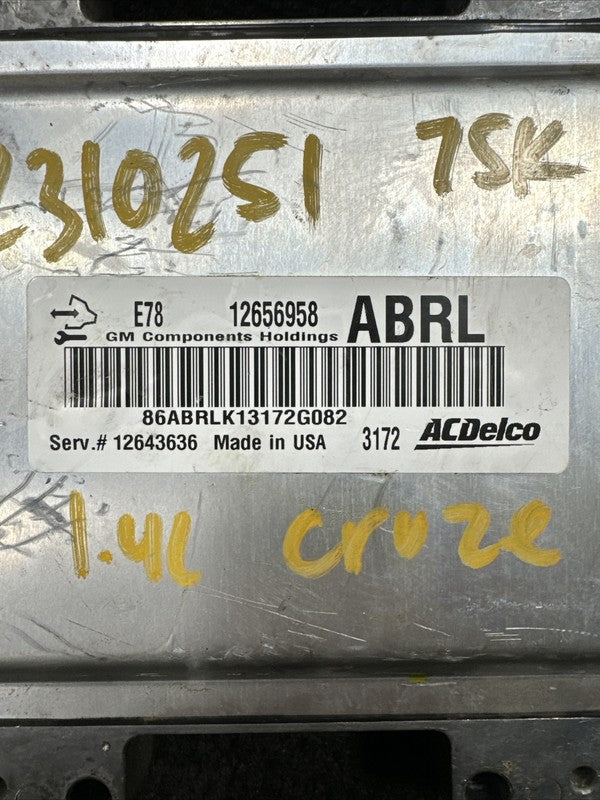 2310251 75K
E78 12656958 ABRL
GM Components Holdings
86ABRLK13172G082
Serv.# 12643636 Made in USA 3172 ACDelco
1.4L Cruze